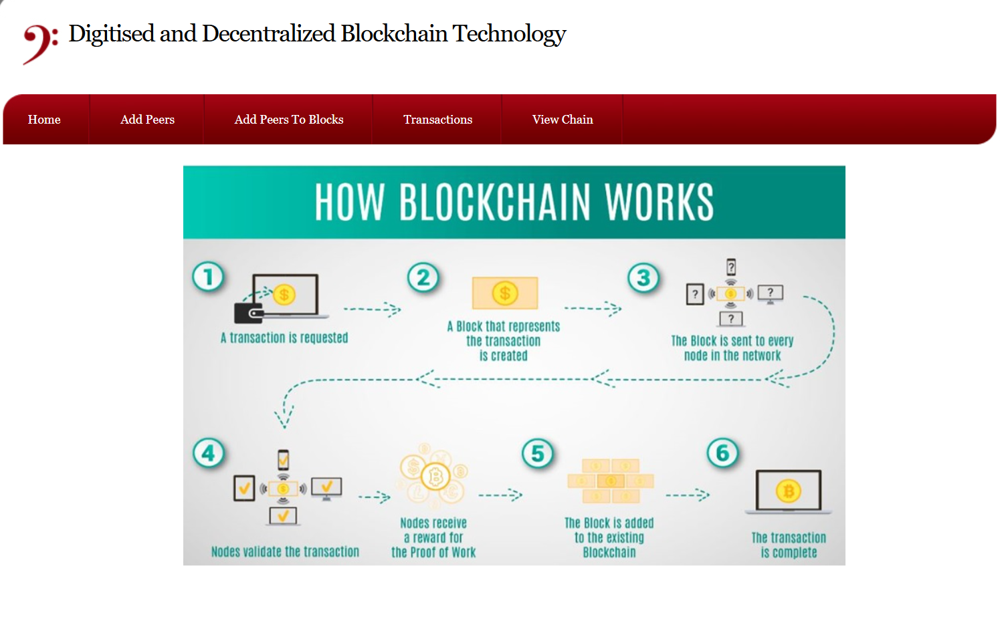 Digitised and Decentralized Blockchain Technology
Home
Add Peers
Add Peers To Blocks
Transactions
View Chain
HOW BLOCKCHAIN WORKS
1
A transaction is requested
2
A Block that represents
the transaction
is created
3
?
?
?
?
The Block is sent to every
node in the network
4
Nodes validate the transaction
Nodes receive
a reward for
the Proof of Work
5
The Block is added
to the existing
Blockchain
6
The transaction
is complete